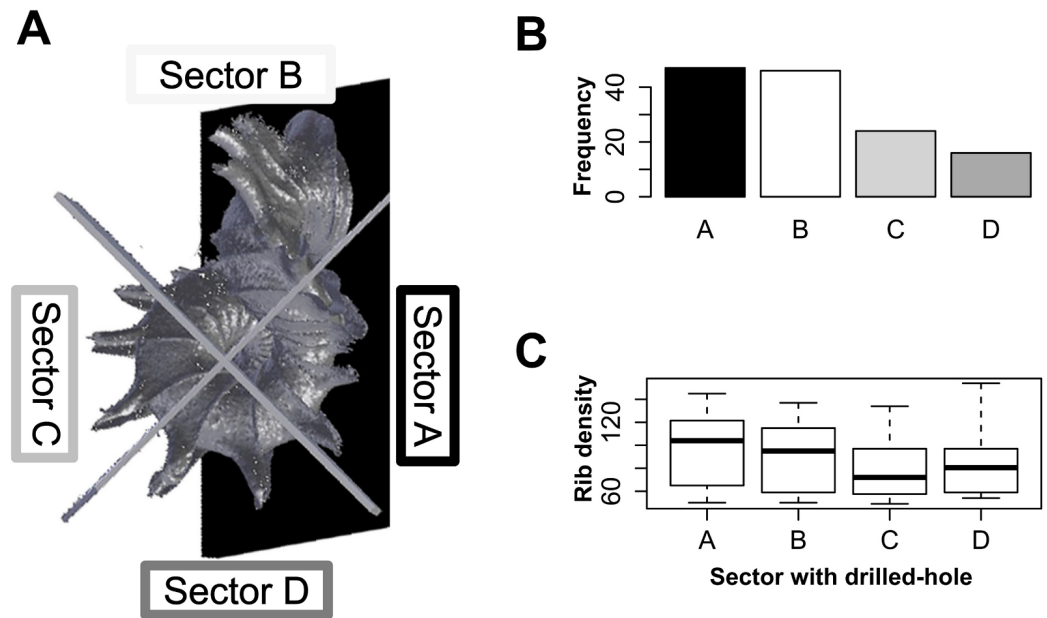 A
Sector B
Sector C
Sector A
Sector D
B
Frequency
40
20
0
A B C D
C
Rib density
120
60
A B C D
Sector with drilled-hole